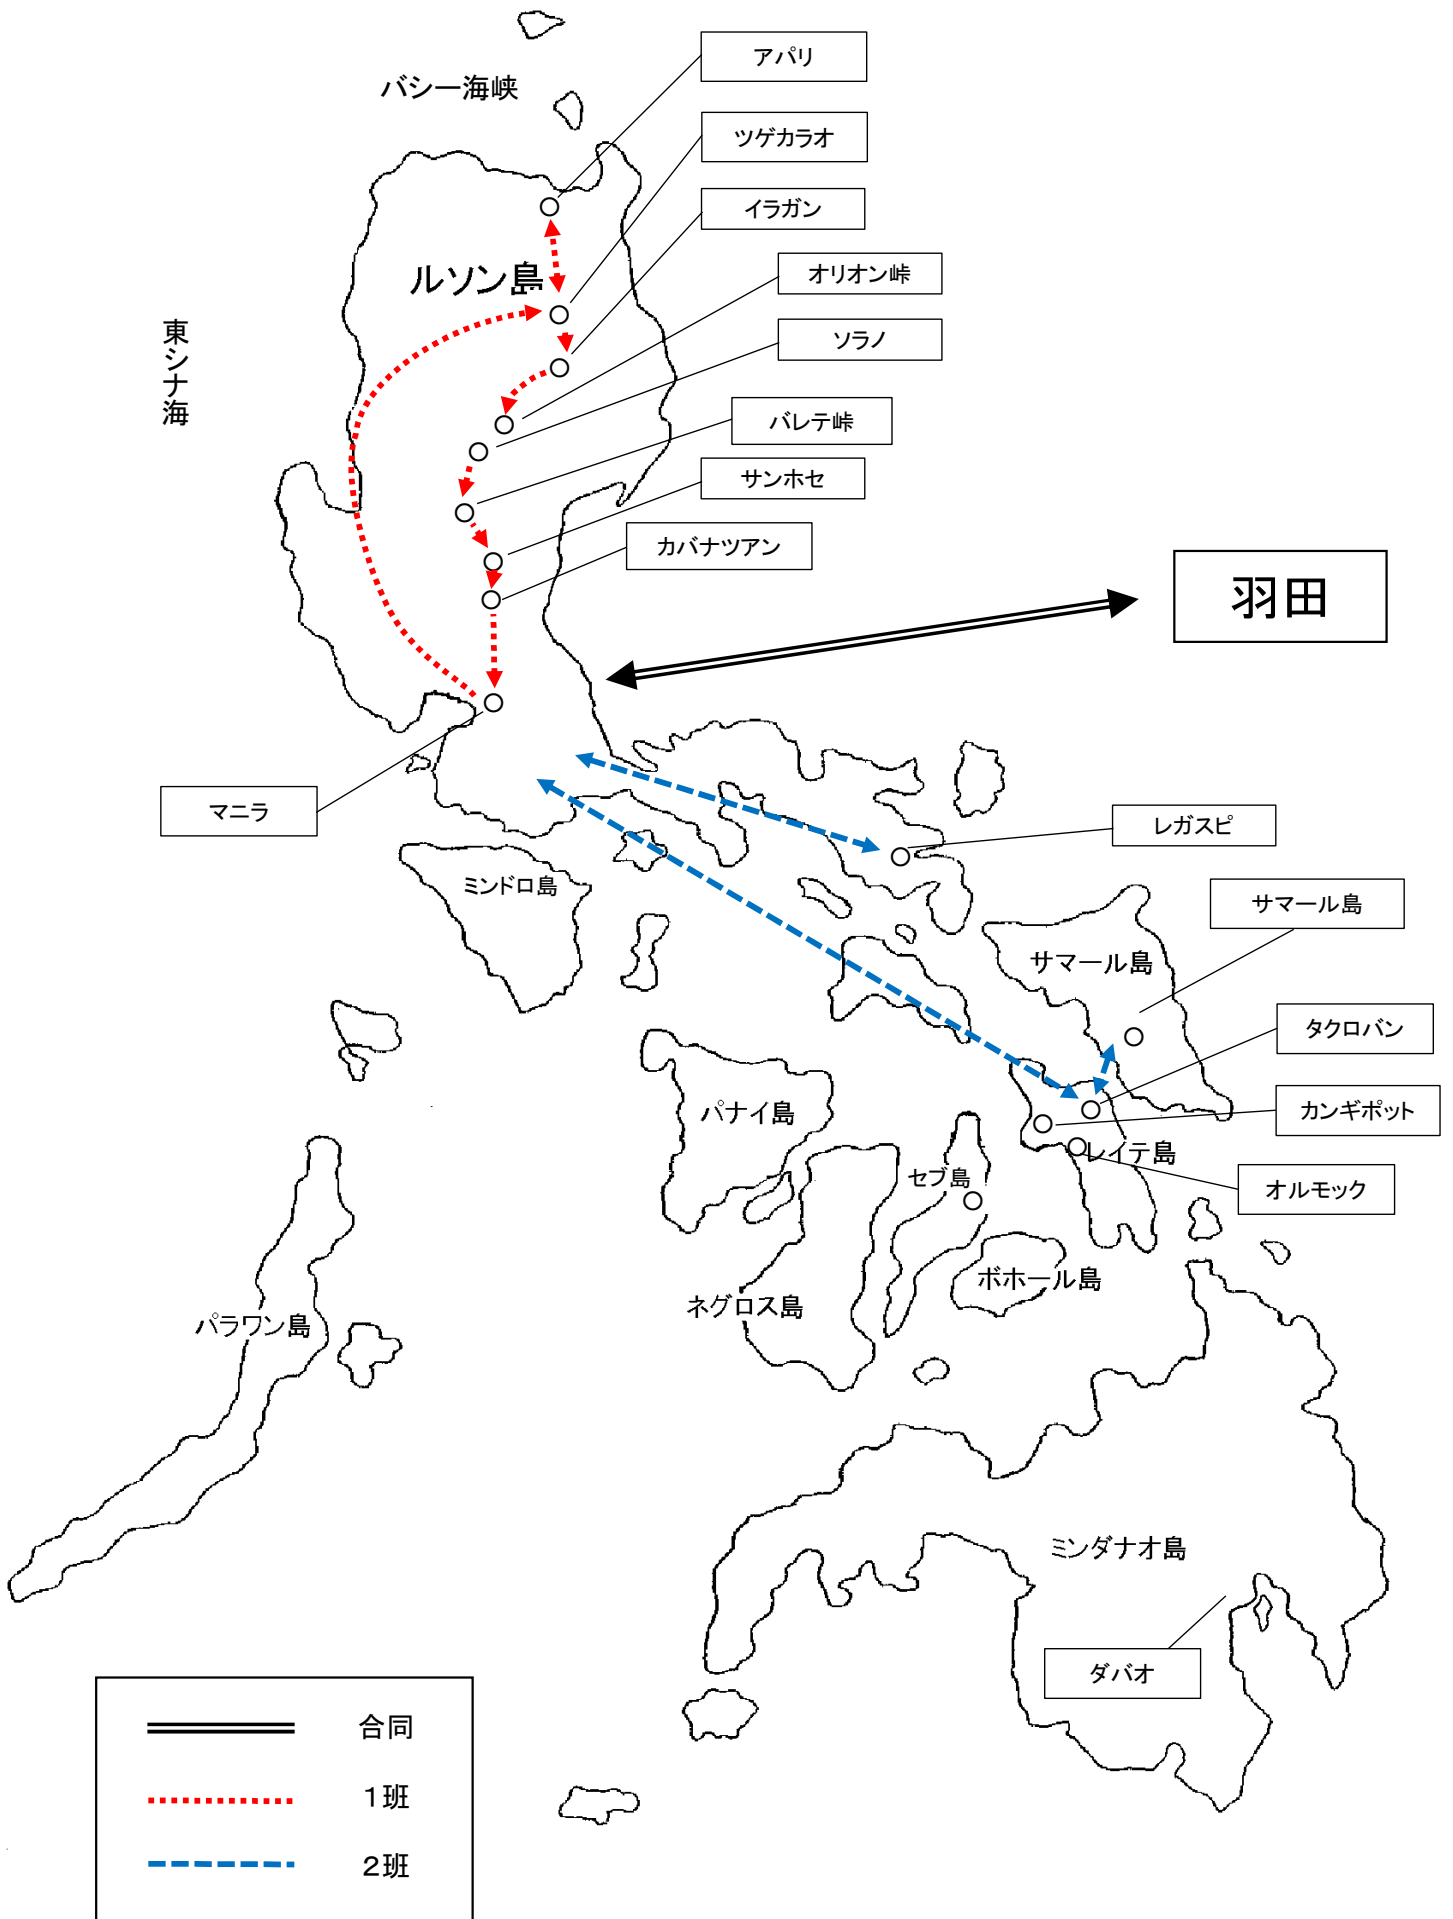 アパリ
バシー海峡
ツゲカラオ
イラガン
ルソン島
オリオン峠
東シナ海
ソラノ
バレテ峠
サンホセ
カバナツアン
羽田
マニラ
レガスピ
ミンドロ島
サマール島
サマール島
タクロバン
パナイ島
カンギポット
レイテ島
セブ島
オルモック
ボホール島
ネグロス島
パラワン島
ミンダナオ島
ダバオ
合同
1班
2班